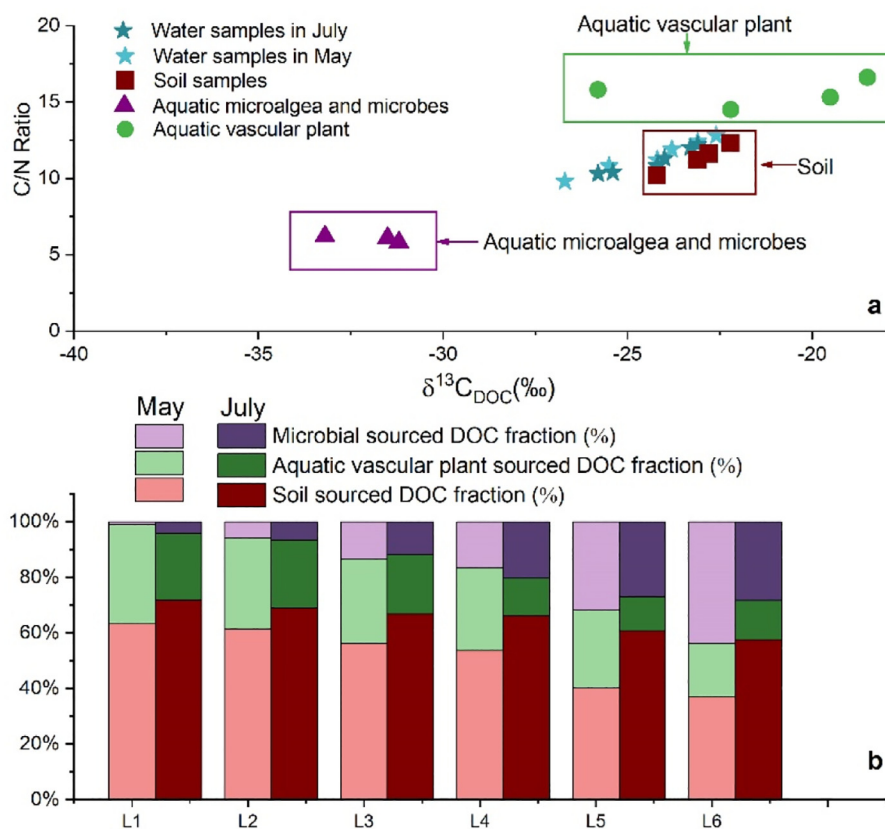 20
15
10
5
0
C/N Ratio
Water samples in July
Water samples in May
Soil samples
Aquatic microalgea and microbes
Aquatic vascular plant
Aquatic vascular plant
Soil
Aquatic microalgea and microbes
a
-40 -35 -30 -25 -20
δ¹³C_DOC(‰)
May July
Microbial sourced DOC fraction (%)
Aquatic vascular plant sourced DOC fraction (%)
Soil sourced DOC fraction (%)
100%
80%
60%
40%
20%
0%
b
L1 L2 L3 L4 L5 L6